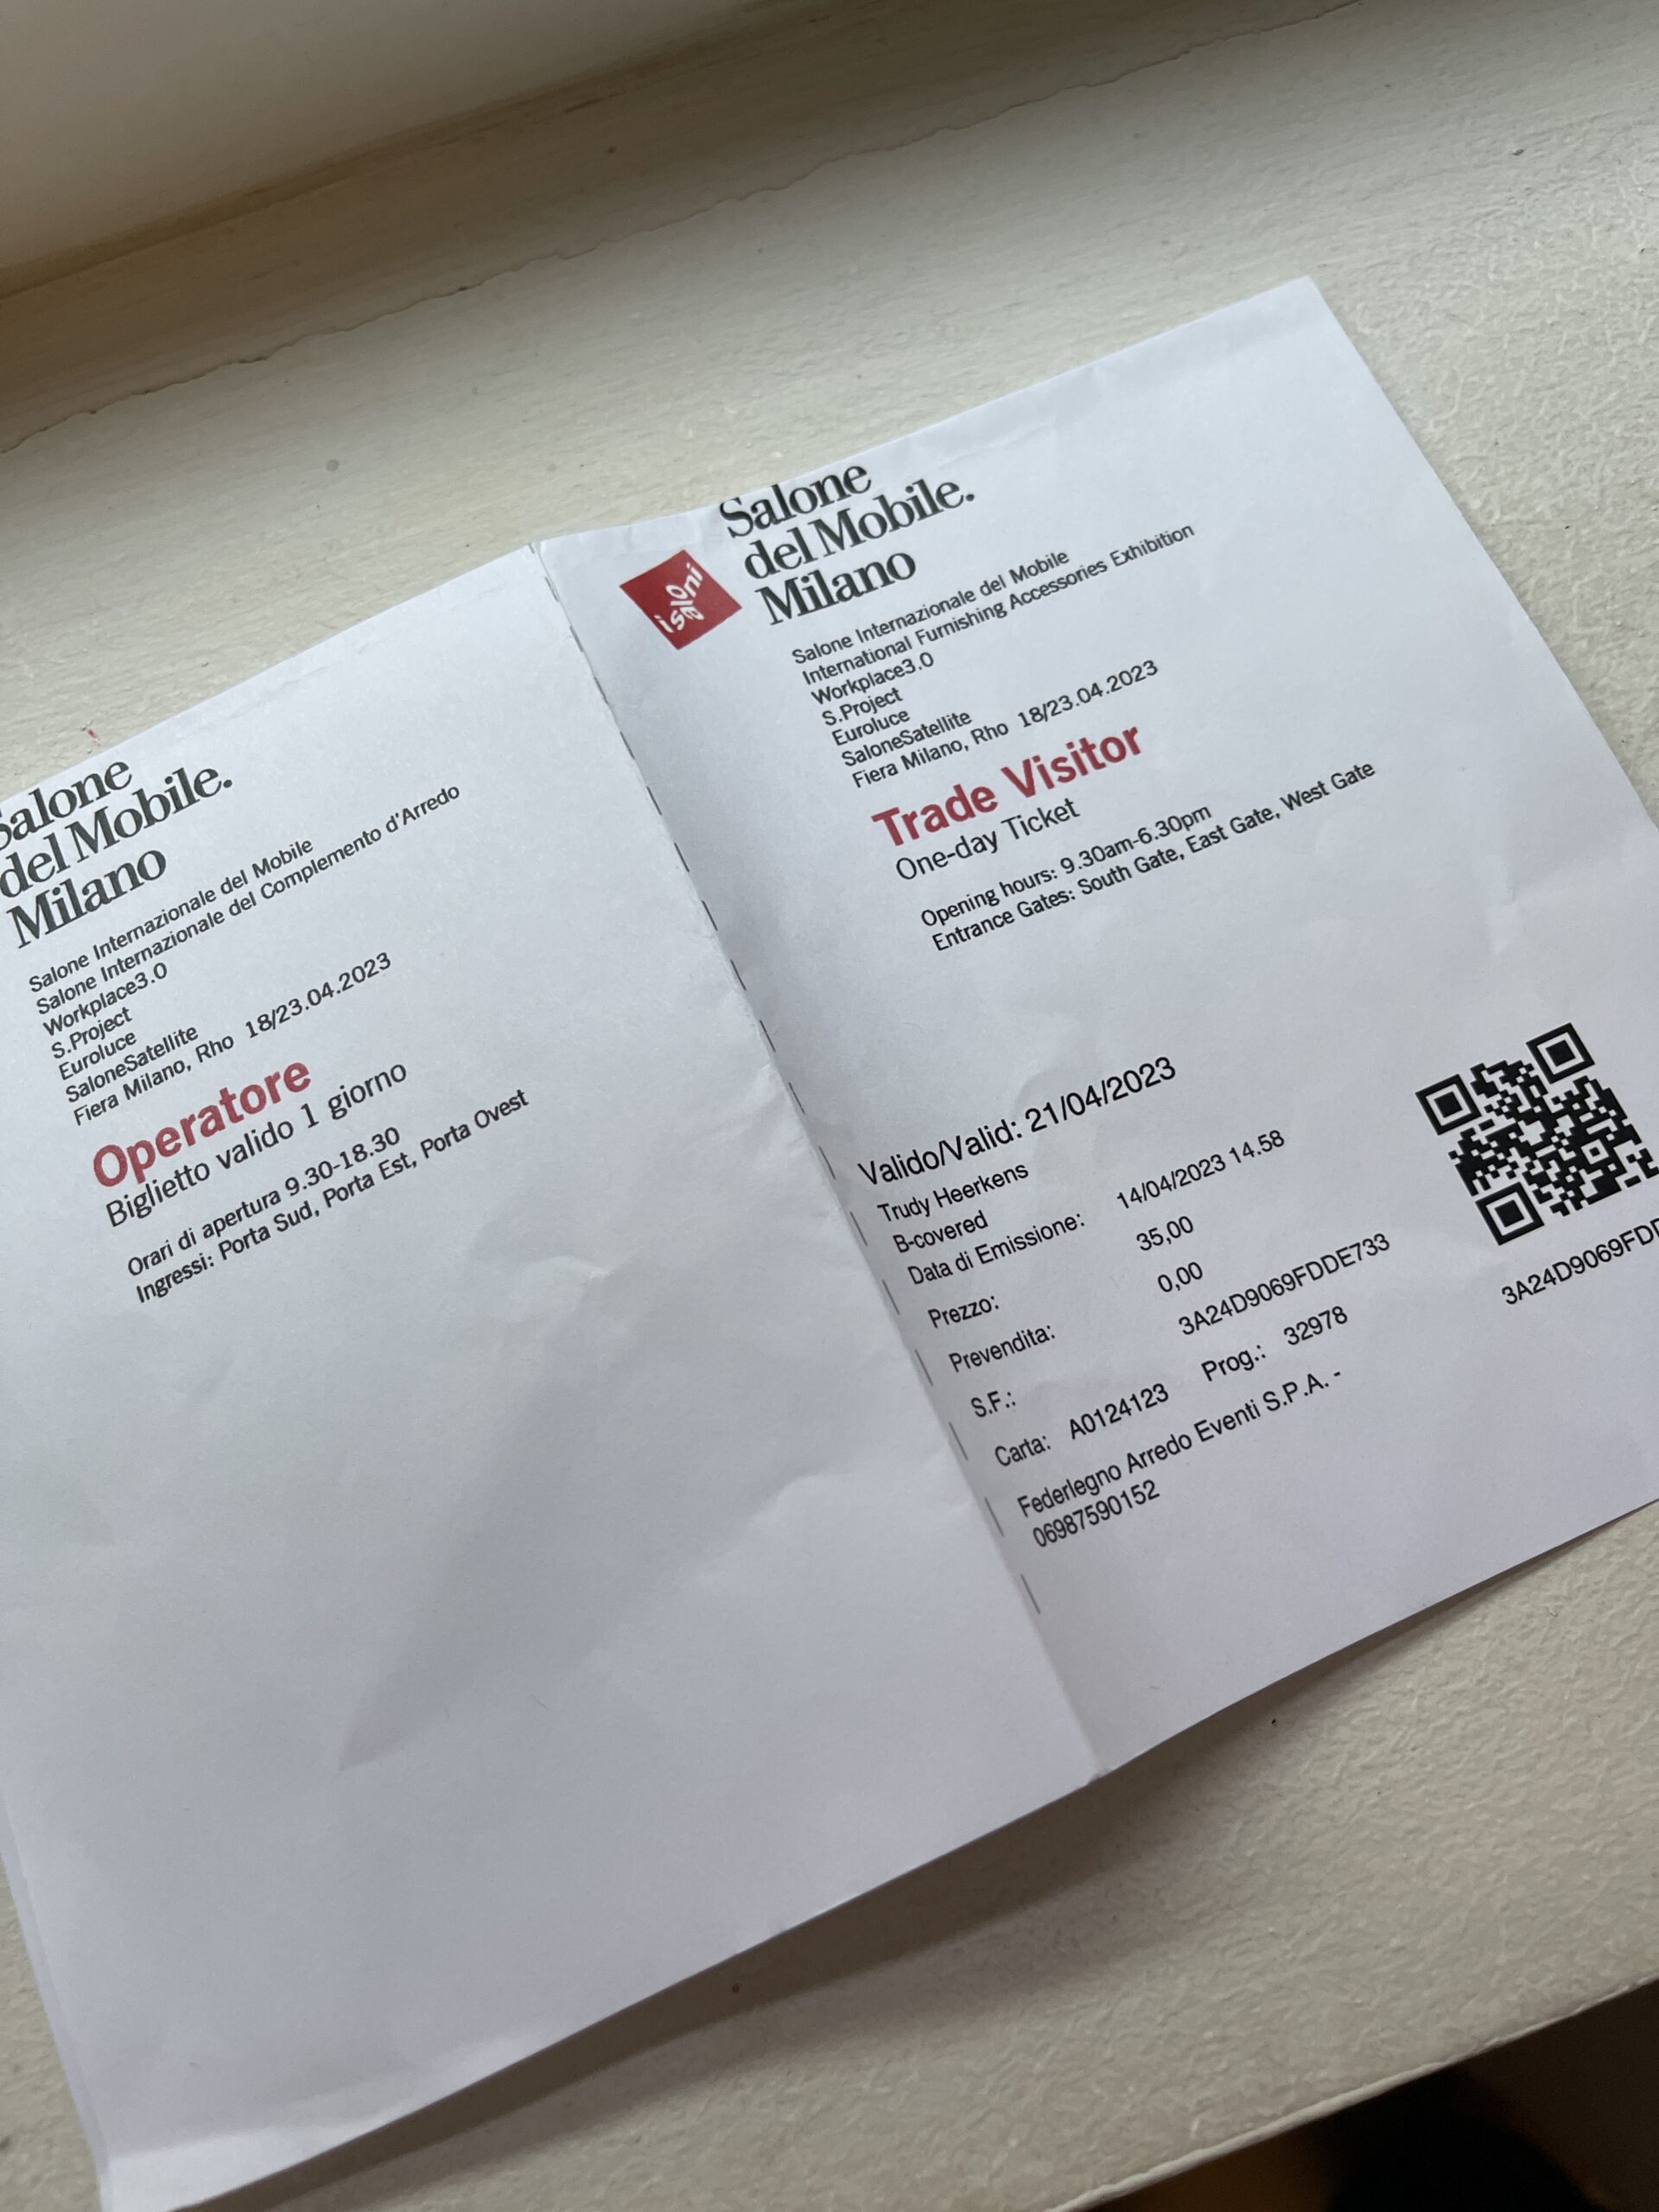 Salone
del Mobile.
Milano
Salone Internazionale del Mobile
Salone Internazionale del Complemento d'Arredo
Workplace3.0
S.Project
Euroluce
SaloneSatellite
Fiera Milano, Rho 18/23.04.2023
Operatore
Biglietto valido 1 giorno
Orari di apertura 9.30-18.30
Ingressi: Porta Sud, Porta Est, Porta Ovest
i saloni
Salone
del Mobile.
Milano
Salone Internazionale del Mobile
International Furnishing Accessories Exhibition
Workplace3.0
S.Project
Euroluce
SaloneSatellite
Fiera Milano, Rho 18/23.04.2023
Trade Visitor
One-day Ticket
Opening hours: 9.30am-6.30pm
Entrance Gates: South Gate, East Gate, West Gate
Valido/Valid: 21/04/2023
Trudy Heerkens
B-covered
Data di Emissione: 14/04/2023 14.58
Prezzo: 35,00
Prevendita: 0,00
S.F.: 3A24D9069FDDE733
Carta: A0124123 Prog.: 32978
Federlegno Arredo Eventi S.P.A. -
06987590152
3A24D9069FD